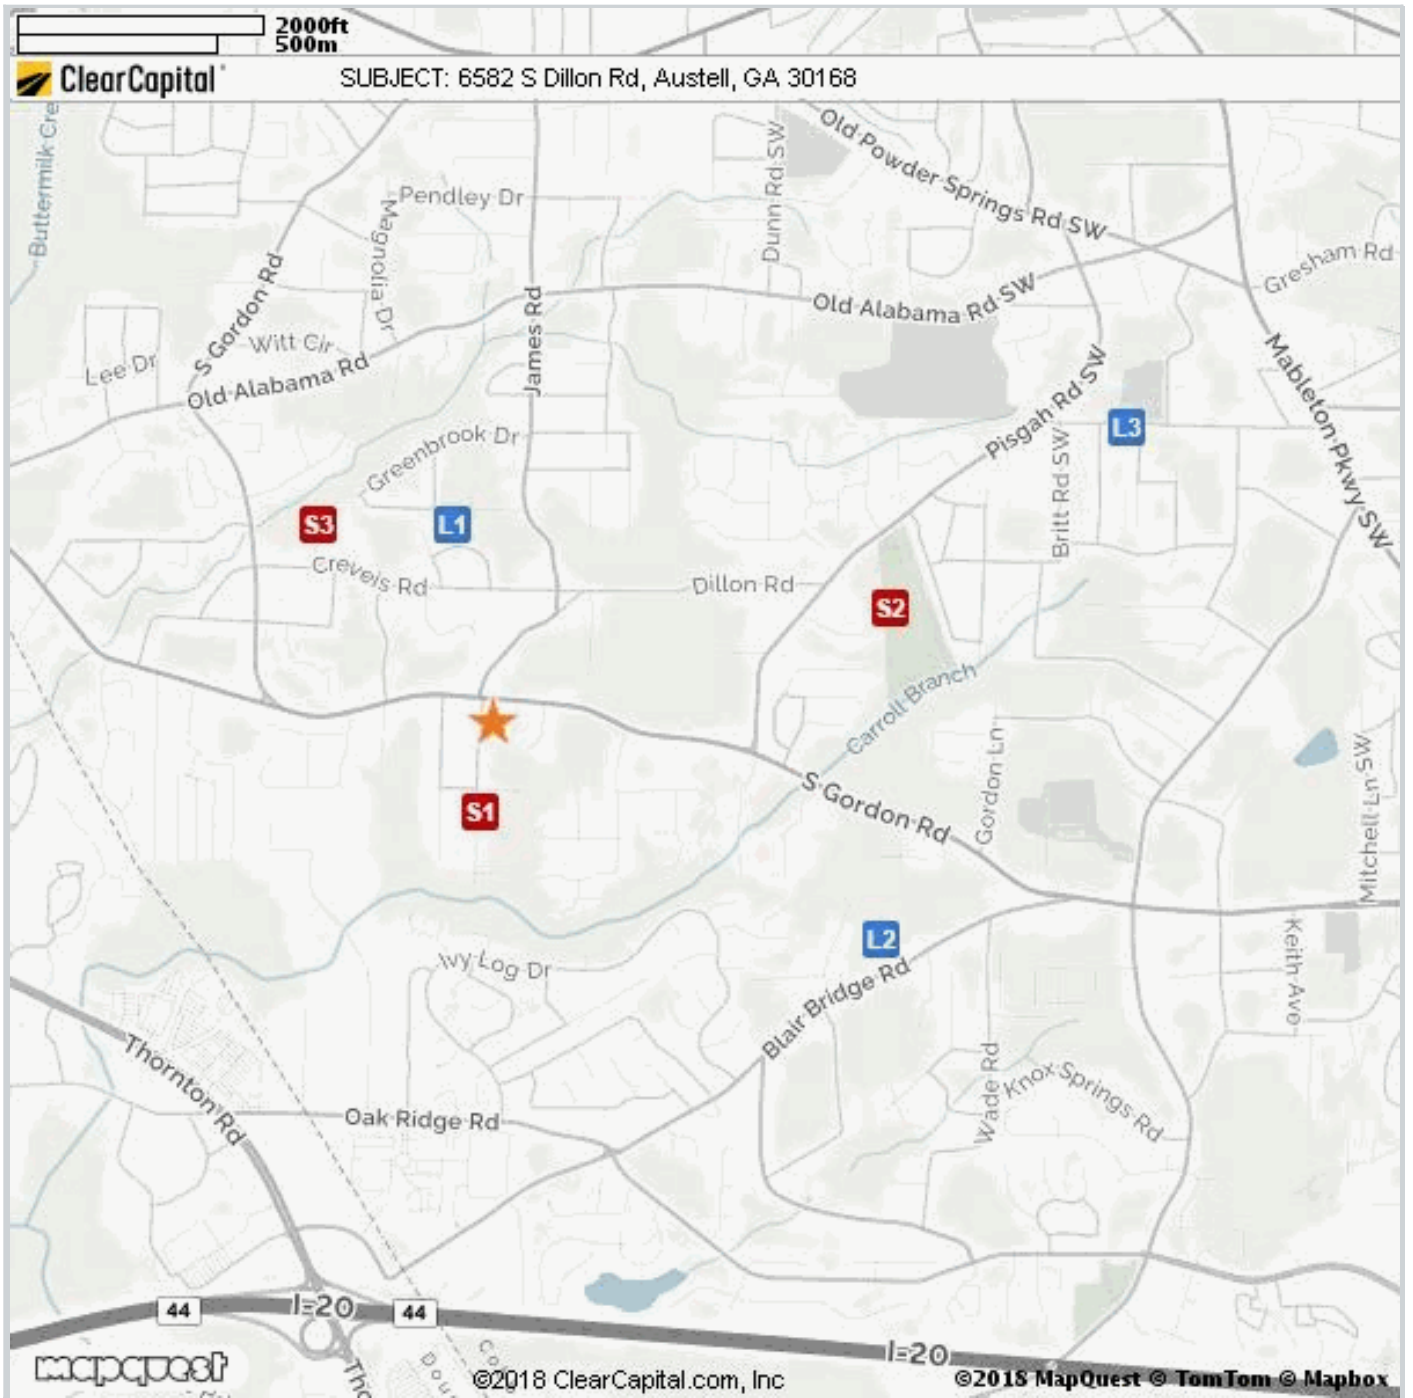 2000ft
500m
ClearCapital
SUBJECT: 6582 S Dillon Rd, Austell, GA 30168
Buttermilk Cre
Old Powder Springs Rd SW
Dunn Rd SW
Pendley Dr
Magnolia Dr
S Gordon Rd
Gresham Rd
James Rd
Old Alabama Rd SW
Witt Cir
Lee Dr
Old Alabama Rd
Mableton Pkwy SW
Pisgah Rd SW
L3
Greenbrook Dr
Britt Rd SW
S3
L1
Creveis Rd
Dillon Rd
S2
Carroll Branch
Gordon Ln
Mitchell Ln SW
S Gordon Rd
S1
L2
Keith Ave
Ivy Log Dr
Blair Bridge Rd
Thornton Rd
Wade Rd
Knox Springs Rd
Oak Ridge Rd
44
I-20
44
I-20
mapquest
Tho
Dou
Co
©2018 ClearCapital.com, Inc
©2018 MapQuest © TomTom © Mapbox